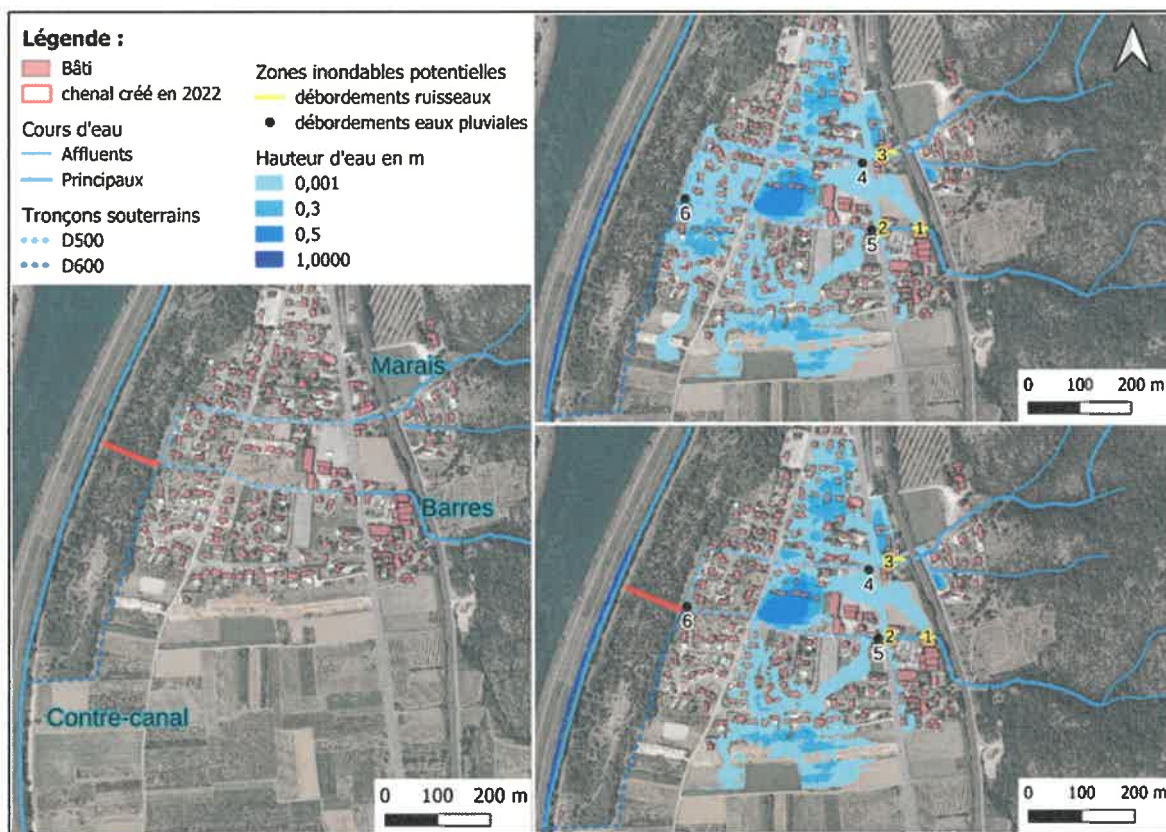 Légende :
Bâti
chenal créé en 2022
Cours d'eau
Affluents
Principaux
Tronçons souterrains
D500
D600
Zones inondables potentielles
débordements ruisseaux
débordements eaux pluviales
Hauteur d'eau en m
0,001
0,3
0,5
1,0000
3
4
6
5
2
1
0 100 200 m
Marais
Barres
Contre-canal
0 100 200 m
3
4
6
5
2
1
0 100 200 m